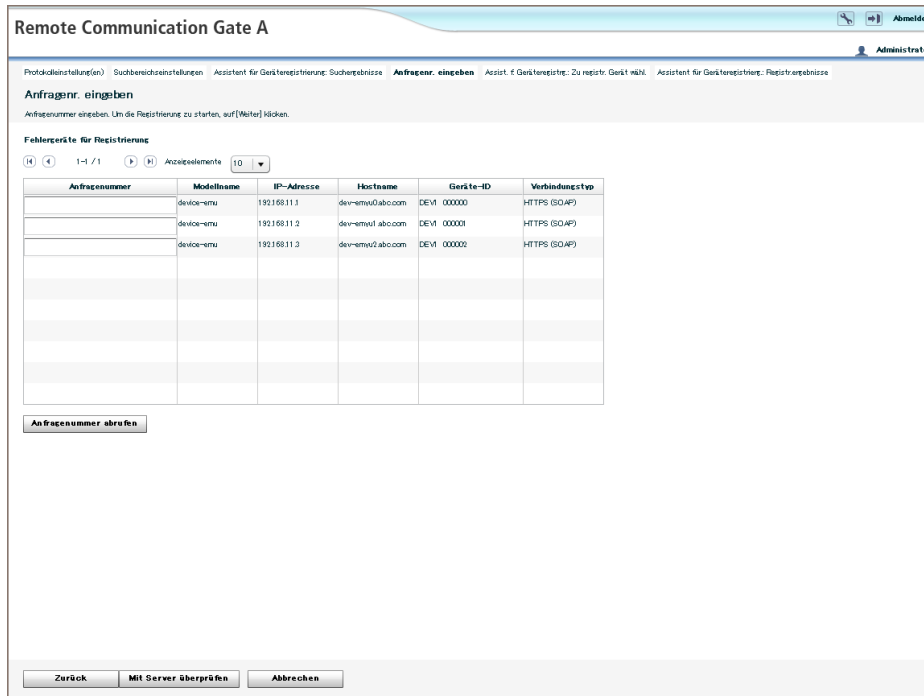 Remote Communication Gate A
Abmelde
Administrat
Protokolleinstellung(en) Suchbereichseinstellungen Assistent für Geräteregistrierung: Suchergebnisse Anfragenr. eingeben Assist. f. Geräteregistrg.: Zu registr. Gerät wähl. Assistent für Geräteregistrierg.: Registr.ergebnisse
Anfragenr. eingeben
Anfragenummer eingeben. Um die Registrierung zu starten, auf [Weiter] klicken.
Fehlergeräte für Registrierung
1-1 / 1 Anzeigeelemente 10
Anfragenummer Modellname IP-Adresse Hostname Geräte-ID Verbindungstyp
device-emu 192.168.11.1 dev-emyu0.abc.com DEV1 000000 HTTPS (SOAP)
device-emu 192.168.11.2 dev-emyu1.abc.com DEV1 000001 HTTPS (SOAP)
device-emu 192.168.11.3 dev-emyu2.abc.com DEV1 000002 HTTPS (SOAP)
Anfragenummer abrufen
Zurück Mit Server überprüfen Abbrechen